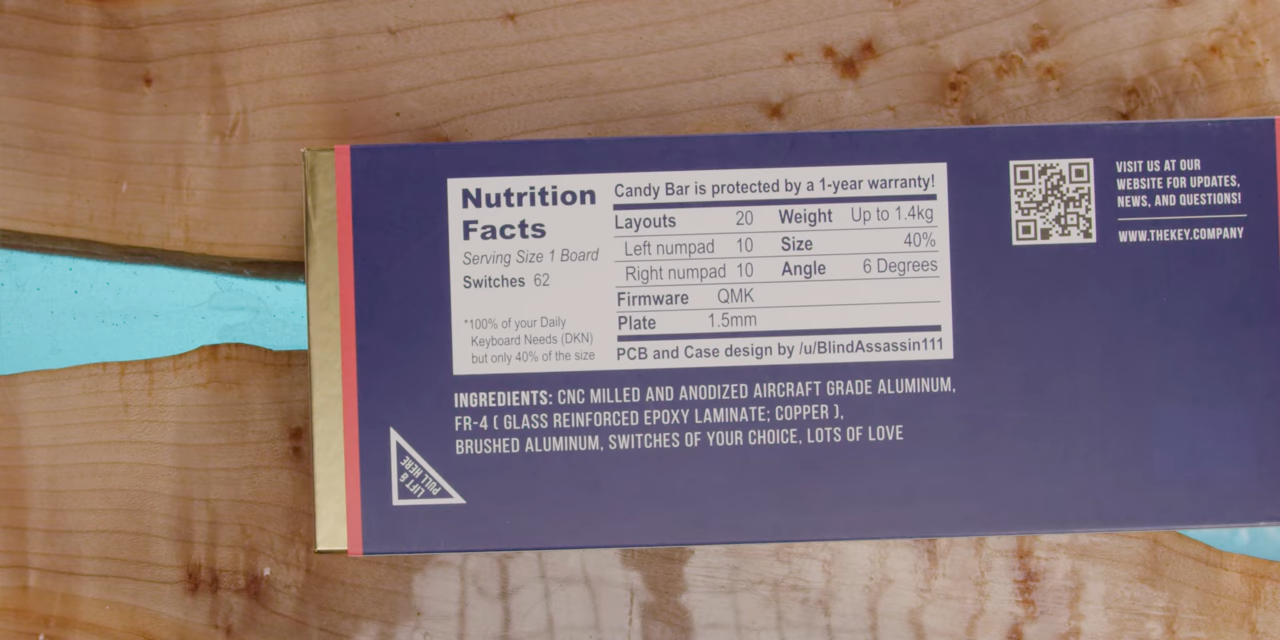 Nutrition
Facts
Serving Size 1 Board
Switches 62
*100% of your Daily
Keyboard Needs (DKN)
but only 40% of the size
Candy Bar is protected by a 1-year warranty!
Layouts 20 Weight Up to 1.4kg
Left numpad 10 Size 40%
Right numpad 10 Angle 6 Degrees
Firmware QMK
Plate 1.5mm
PCB and Case design by /u/BlindAssassin111
INGREDIENTS: CNC MILLED AND ANODIZED AIRCRAFT GRADE ALUMINUM,
FR-4 ( GLASS REINFORCED EPOXY LAMINATE; COPPER ),
BRUSHED ALUMINUM, SWITCHES OF YOUR CHOICE, LOTS OF LOVE
LIFT &
PULL HERE
VISIT US AT OUR
WEBSITE FOR UPDATES,
NEWS, AND QUESTIONS!
WWW.THEKEY.COMPANY